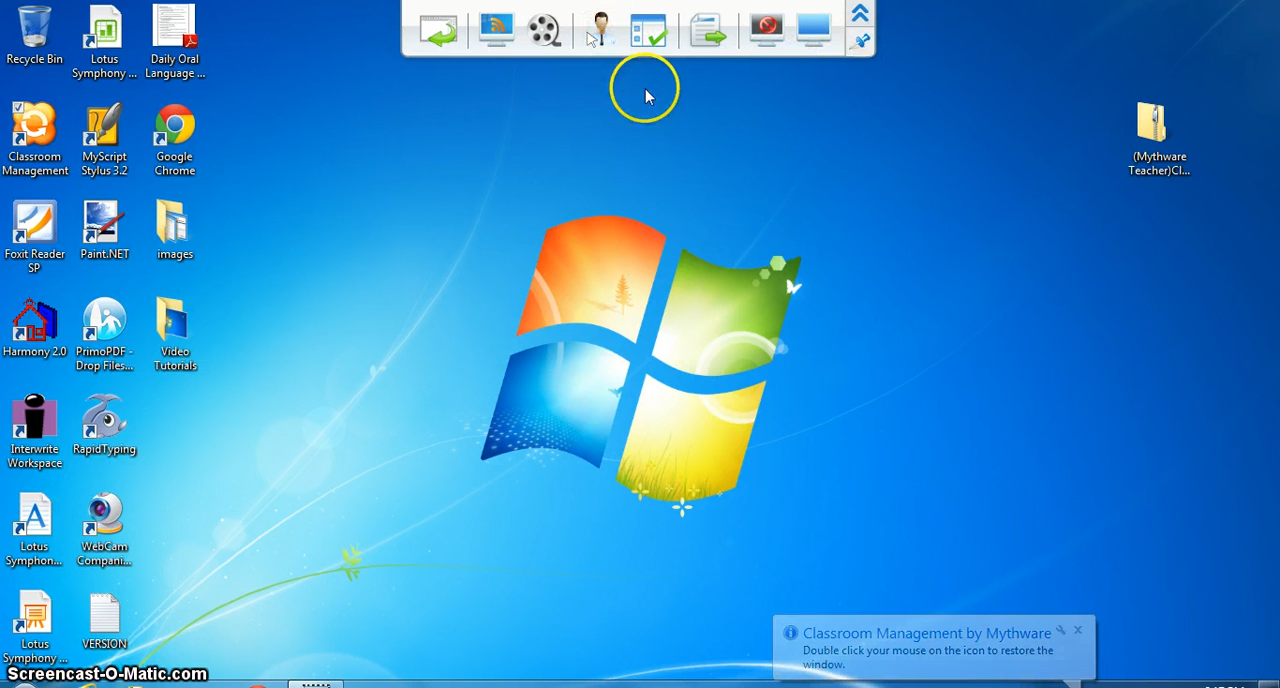 Recycle Bin
Lotus
Symphony ...
Daily Oral
Language ...
Classroom
Management
MyScript
Stylus 3.2
Google
Chrome
(Mythware
Teacher)Cl...
Foxit Reader
SP
Paint.NET
images
Harmony 2.0
PrimoPDF -
Drop Files...
Video
Tutorials
Interwrite
Workspace
RapidTyping
Lotus
Symphon...
WebCam
Compani...
Lotus
Symphony ...
VERSION
Classroom Management by Mythware
Double click your mouse on the icon to restore the
window.
Screencast-O-Matic.com